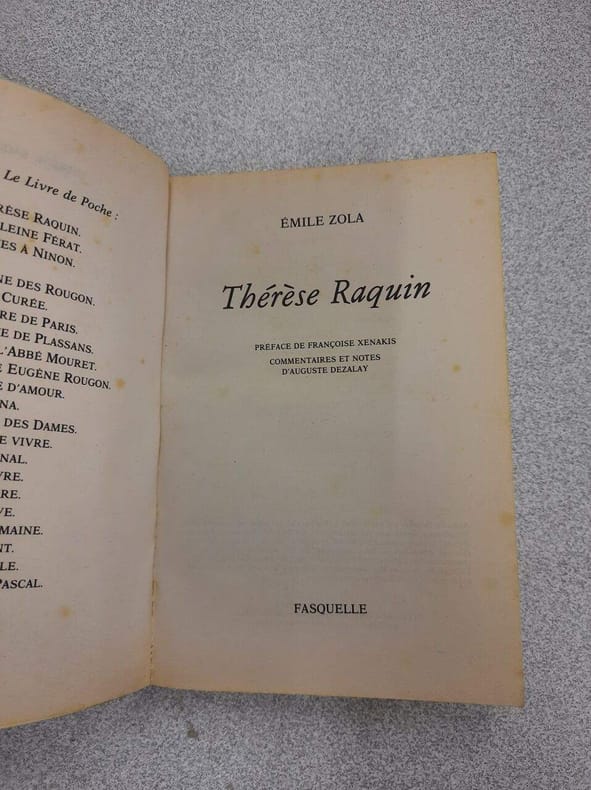 Le Livre de Poche :
RÈSE RAQUIN.
LEINE FÉRAT.
ES A NINON.
NE DES ROUGON.
CURÉE.
RE DE PARIS.
E DE PLASSANS.
L'ABBÉ MOURET.
E EUGÈNE ROUGON.
E D'AMOUR.
NA.
DES DAMES.
E VIVRE.
NAL.
VRE.
RE.
VE.
MAINE.
NT.
LE.
PASCAL.
ÉMILE ZOLA
Thérèse Raquin
PRÉFACE DE FRANÇOISE XENAKIS
COMMENTAIRES ET NOTES
D'AUGUSTE DEZALAY
FASQUELLE